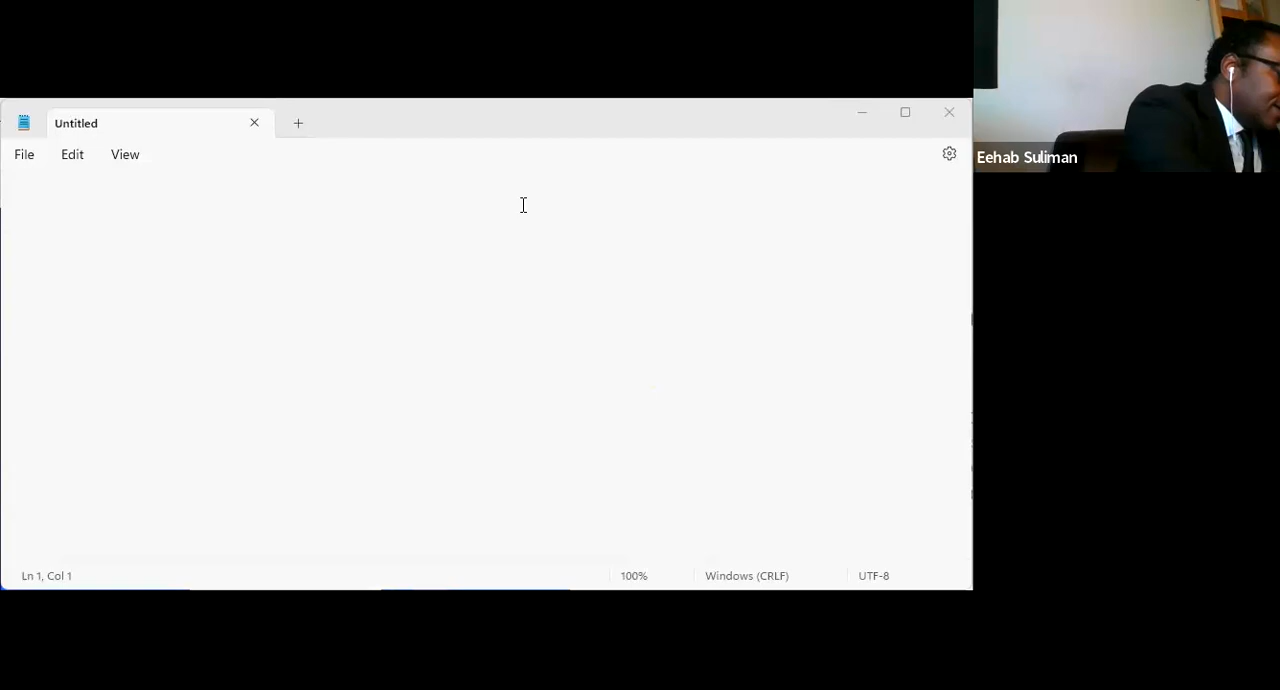 Untitled
File Edit View
Eehab Suliman
Ln 1, Col 1 100% Windows (CRLF) UTF-8